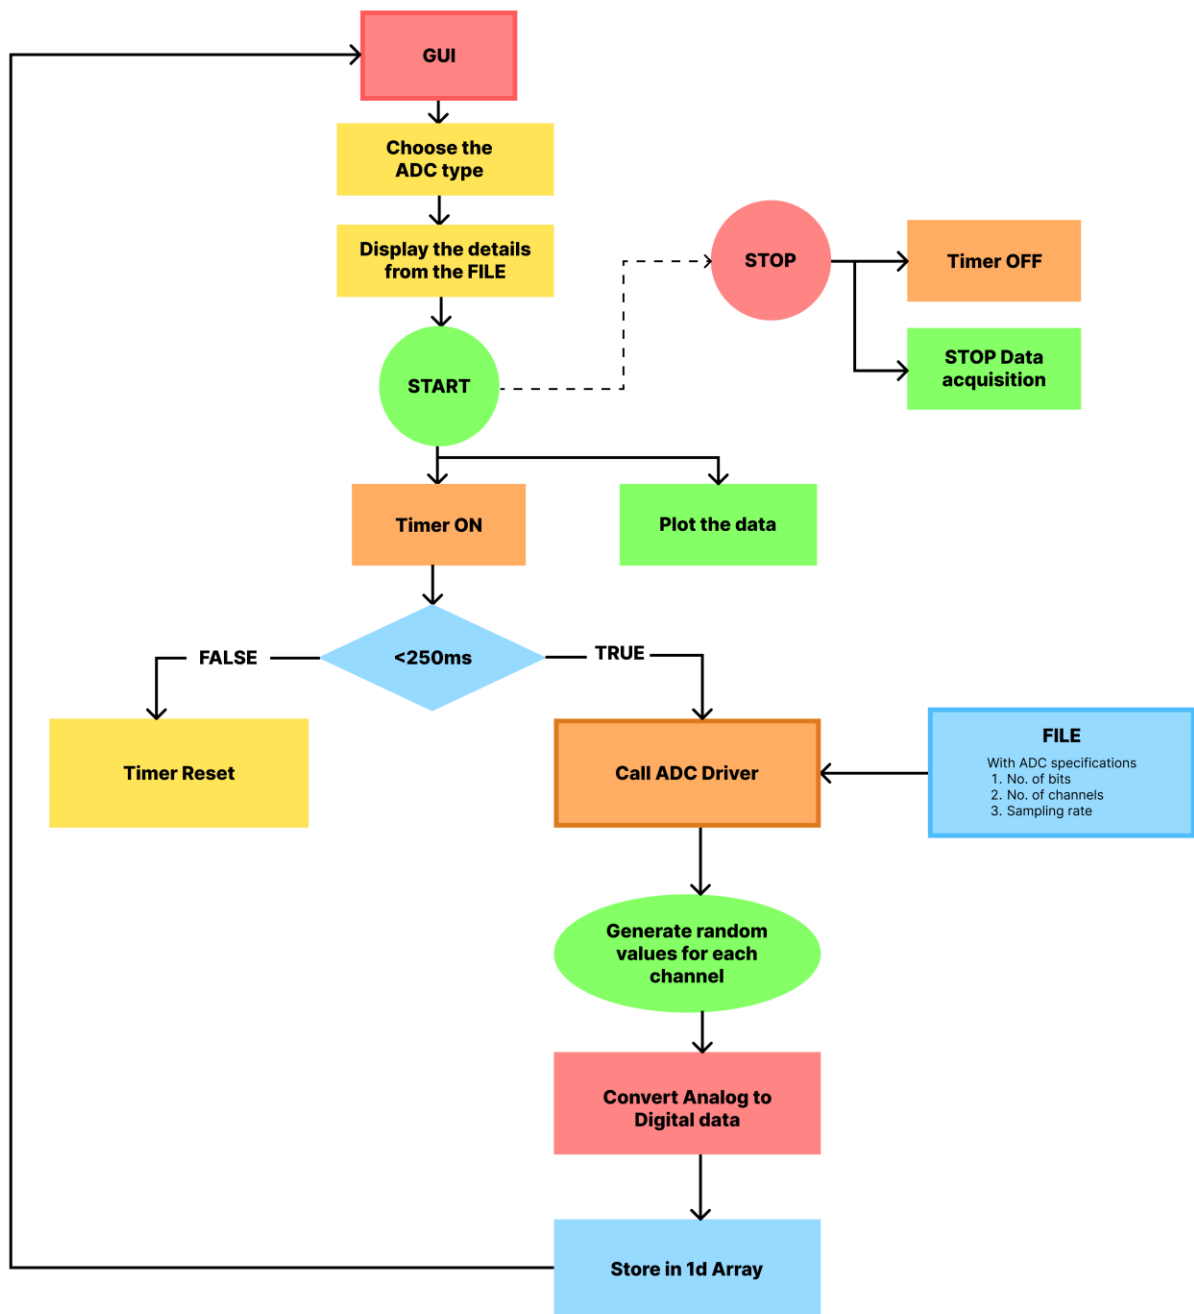 GUI
Choose the
ADC type
Display the details
from the FILE
STOP
Timer OFF
STOP Data
acquisition
START
Timer ON
Plot the data
<250ms
FALSE
TRUE
Timer Reset
Call ADC Driver
FILE
With ADC specifications
1. No. of bits
2. No. of channels
3. Sampling rate
Generate random
values for each
channel
Convert Analog to
Digital data
Store in 1d Array